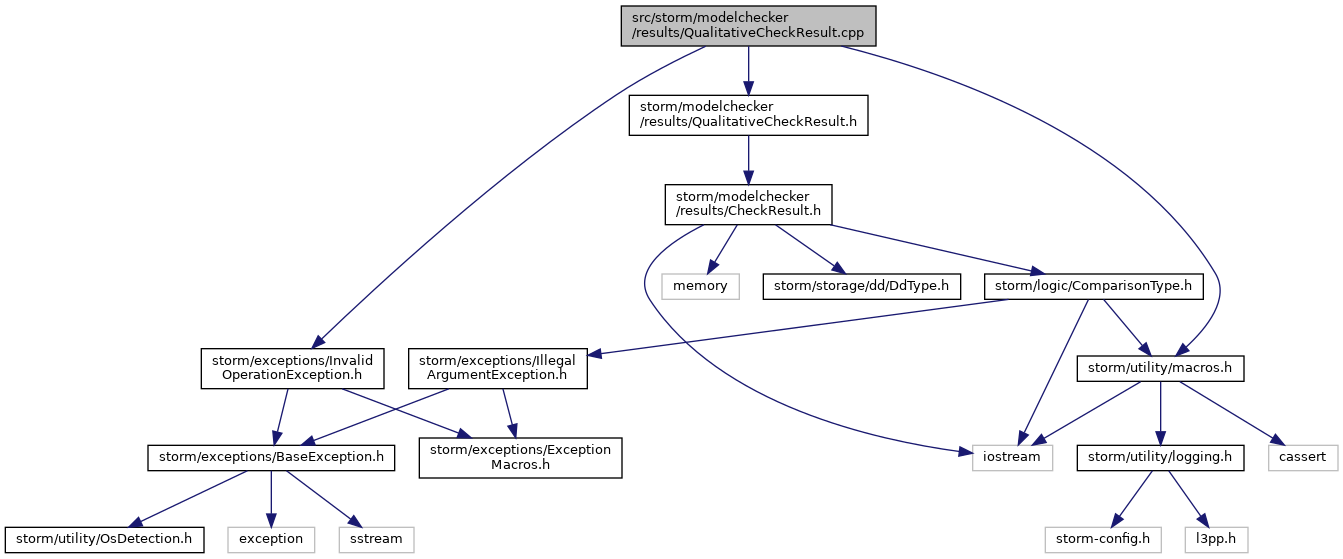 src/storm/modelchecker
/results/QualitativeCheckResult.cpp
storm/modelchecker
/results/QualitativeCheckResult.h
storm/modelchecker
/results/CheckResult.h
memory
storm/storage/dd/DdType.h
storm/logic/ComparisonType.h
storm/exceptions/Invalid
OperationException.h
storm/exceptions/Illegal
ArgumentException.h
storm/utility/macros.h
storm/exceptions/BaseException.h
storm/exceptions/Exception
Macros.h
iostream
storm/utility/logging.h
cassert
storm/utility/OsDetection.h
exception
sstream
storm-config.h
l3pp.h